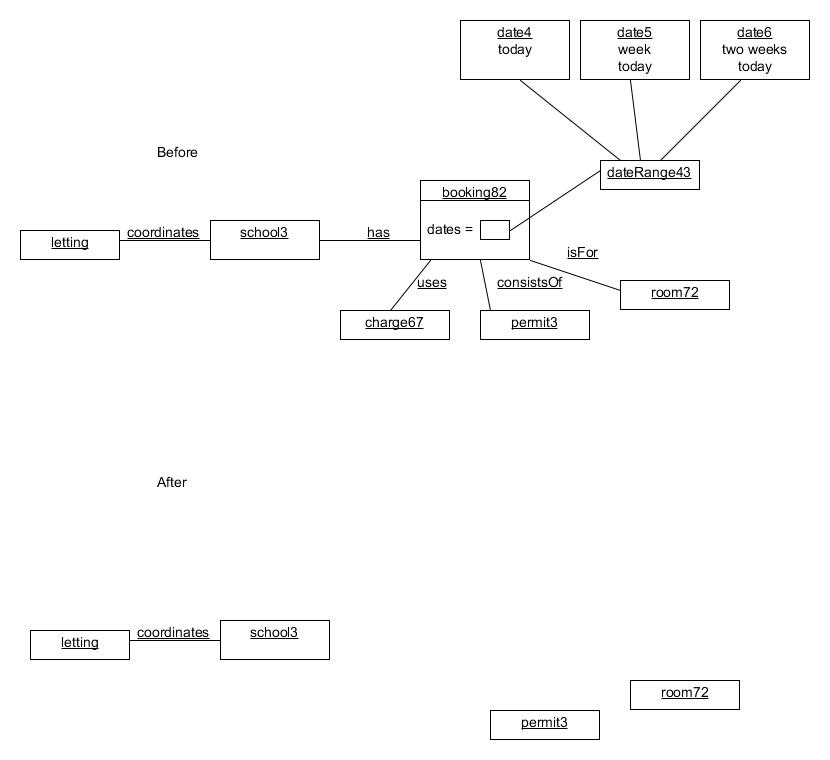 date4
today
date5
week
today
date6
two weeks
today
Before
dateRange43
booking82
dates =
letting
coordinates
school3
has
isFor
uses
consistsOf
room72
charge67
permit3
After
letting
coordinates
school3
room72
permit3